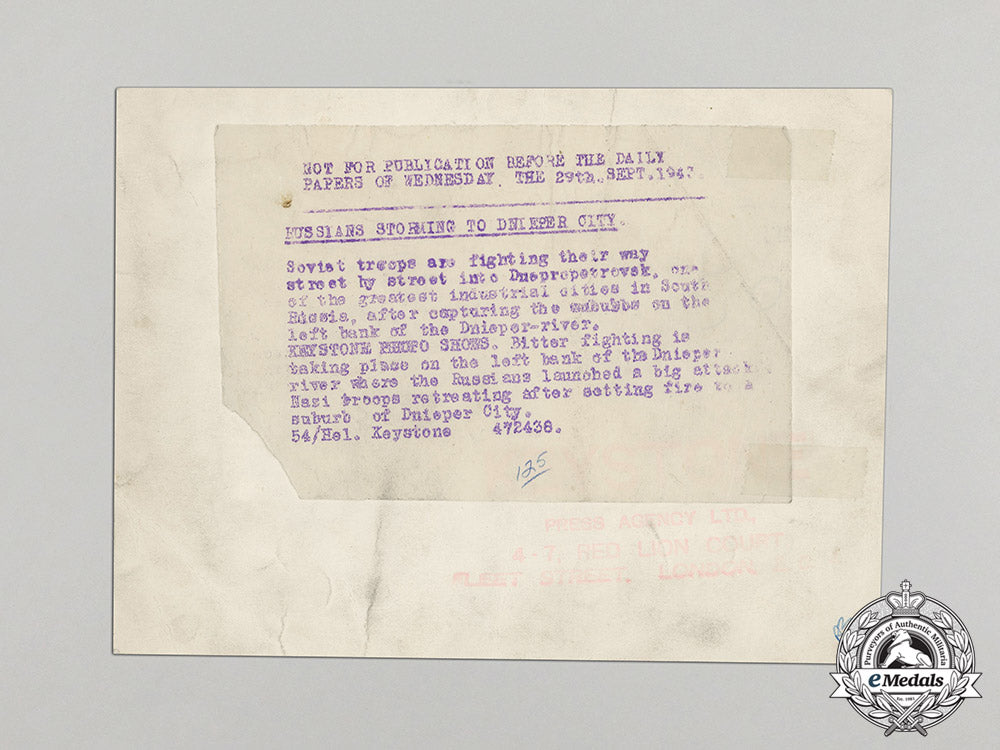 NOT FOR PUBLICATION BEFORE THE DAILY
PAPERS OF WEDNESDAY. THE 29th. SEPT. 1943.
RUSSIANS STORMING TO DNIEPER CITY.
Soviet troops are fighting their way
street by street into Dnepropetrovsk, one
of the greatest industrial cities in South
Russia, after capturing the suburbs on the
left bank of the Dnieper-river.
KEYSTONE PHOTO SHOWS. Bitter fighting is
taking place on the left bank of the Dnieper
river where the Russians launched a big attack
Nazi troops retreating after setting fire to a
suburb of Dnieper City.
54/Hel. Keystone 472438.
125
PRESS AGENCY LTD.,
4-7, RED LION COURT
FLEET STREET, LONDON,
Purveyors of Authentic Militaria
eMedals